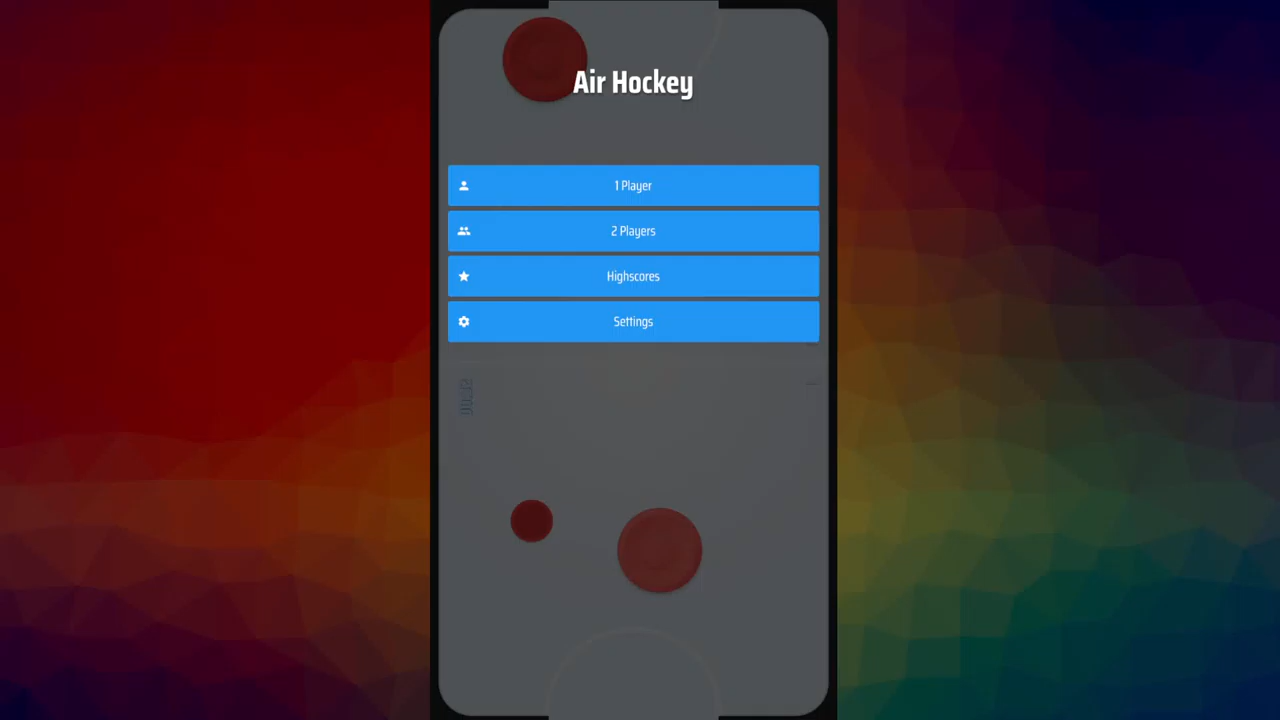 Air Hockey
1 Player
2 Players
Highscores
Settings